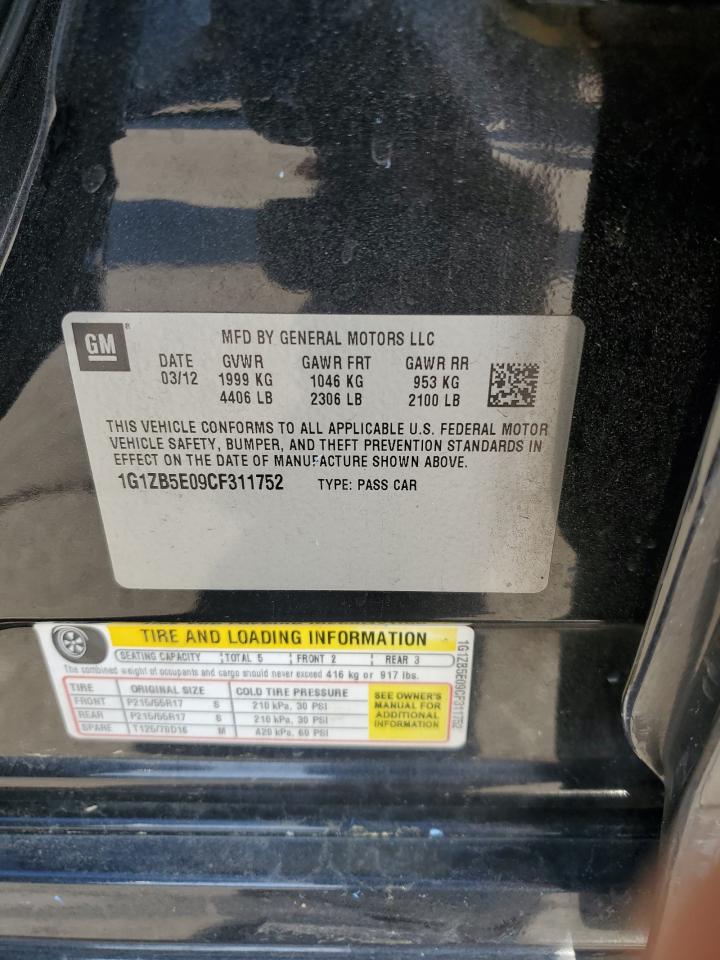 GM
MFD BY GENERAL MOTORS LLC
DATE GVWR GAWR FRT GAWR RR
03/12 1999 KG 1046 KG 953 KG
4406 LB 2306 LB 2100 LB
THIS VEHICLE CONFORMS TO ALL APPLICABLE U.S. FEDERAL MOTOR
VEHICLE SAFETY, BUMPER, AND THEFT PREVENTION STANDARDS IN
EFFECT ON THE DATE OF MANUFACTURE SHOWN ABOVE.
1G1ZB5E09CF311752 TYPE: PASS CAR
TIRE AND LOADING INFORMATION
SEATING CAPACITY TOTAL 5 FRONT 2 REAR 3
The combined weight of occupants and cargo should never exceed 416 kg or 917 lbs.
TIRE ORIGINAL SIZE COLD TIRE PRESSURE
FRONT P215/55R17 S 210 kPa, 30 PSI
REAR P215/55R17 S 210 kPa, 30 PSI
SPARE T125/70D16 M 420 kPa, 60 PSI
SEE OWNER'S
MANUAL FOR
ADDITIONAL
INFORMATION
1G1ZB5E09CF311752